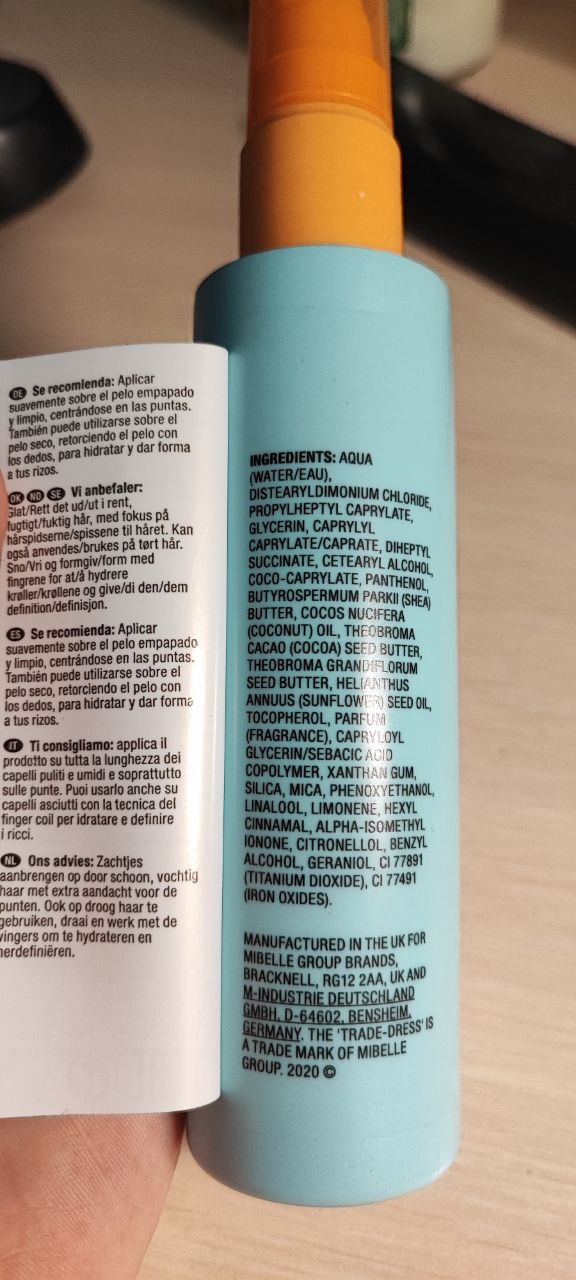 DE Se recomienda: Aplicar
suavemente sobre el pelo empapado
y limpio, centrándose en las puntas.
También puede utilizarse sobre el
pelo seco, retorciendo el pelo con
los dedos, para hidratar y dar forma
a tus rizos.
DK NO SE Vi anbefaler:
Glat/Rett det ud/ut i rent,
fugtigt/fuktig hår, med fokus på
hårspidserne/spissene til håret. Kan
også anvendes/brukes på tørt hår.
Sno/Vri og formgiv/form med
fingrene for at/å hydrere
krøller/krøllene og give/di den/dem
definition/definisjon.
ES Se recomienda: Aplicar
suavemente sobre el pelo empapado
y limpio, centrándose en las puntas.
También puede utilizarse sobre el
pelo seco, retorciendo el pelo con
los dedos, para hidratar y dar forma
a tus rizos.
IT Ti consigliamo: applica il
prodotto su tutta la lunghezza dei
capelli puliti e umidi e soprattutto
sulle punte. Puoi usarlo anche su
capelli asciutti con la tecnica del
finger coil per idratare e definire
i ricci.
NL Ons advies: Zachtjes
aanbrengen op door schoon, vochtig
haar met extra aandacht voor de
punten. Ook op droog haar te
gebruiken, draai en werk met de
vingers om te hydrateren en
herdefiniëren.
INGREDIENTS: AQUA
(WATER/EAU),
DISTEARYLDIMONIUM CHLORIDE,
PROPYLHEPTYL CAPRYLATE,
GLYCERIN, CAPRYLYL
CAPRYLATE/CAPRATE, DIHEPTYL
SUCCINATE, CETEARYL ALCOHOL,
COCO-CAPRYLATE, PANTHENOL,
BUTYROSPERMUM PARKII (SHEA)
BUTTER, COCOS NUCIFERA
(COCONUT) OIL, THEOBROMA
CACAO (COCOA) SEED BUTTER,
THEOBROMA GRANDIFLORUM
SEED BUTTER, HELIANTHUS
ANNUUS (SUNFLOWER) SEED OIL,
TOCOPHEROL, PARFUM
(FRAGRANCE), CAPRYLOYL
GLYCERIN/SEBACIC ACID
COPOLYMER, XANTHAN GUM,
SILICA, MICA, PHENOXYETHANOL,
LINALOOL, LIMONENE, HEXYL
CINNAMAL, ALPHA-ISOMETHYL
IONONE, CITRONELLOL, BENZYL
ALCOHOL, GERANIOL, CI 77891
(TITANIUM DIOXIDE), CI 77491
(IRON OXIDES).
MANUFACTURED IN THE UK FOR
MIBELLE GROUP BRANDS,
BRACKNELL, RG12 2AA, UK AND
M-INDUSTRIE DEUTSCHLAND
GMBH, D-64602, BENSHEIM,
GERMANY. THE 'TRADE-DRESS' IS
A TRADE MARK OF MIBELLE
GROUP. 2020 ©